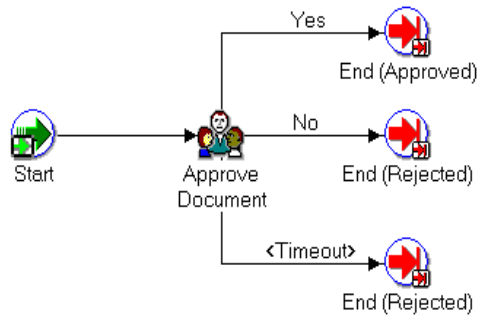 Yes
End (Approved)
Start
Approve
Document
No
End (Rejected)
<Timeout>
End (Rejected)